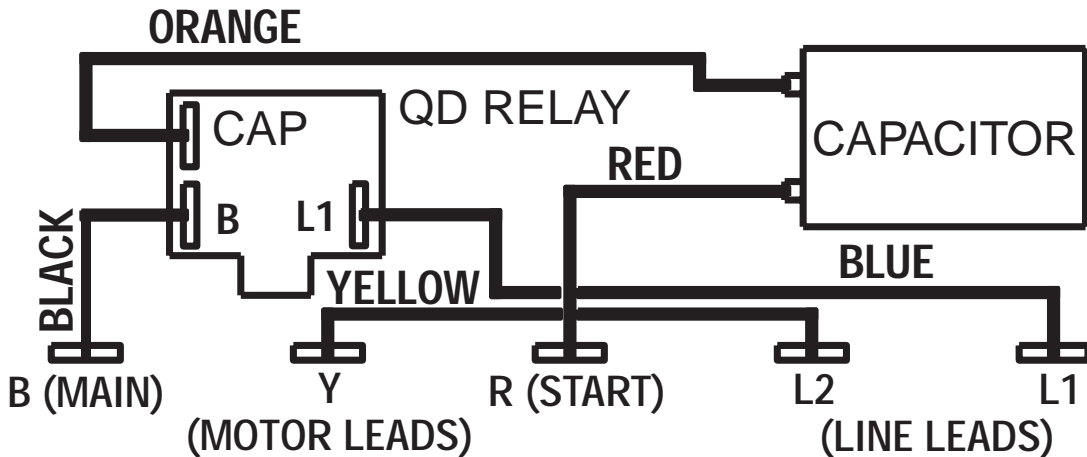 ORANGE
CAP
QD RELAY
CAPACITOR
RED
B
L1
BLACK
YELLOW
BLUE
B (MAIN)
Y
R (START)
L2
L1
(MOTOR LEADS)
(LINE LEADS)